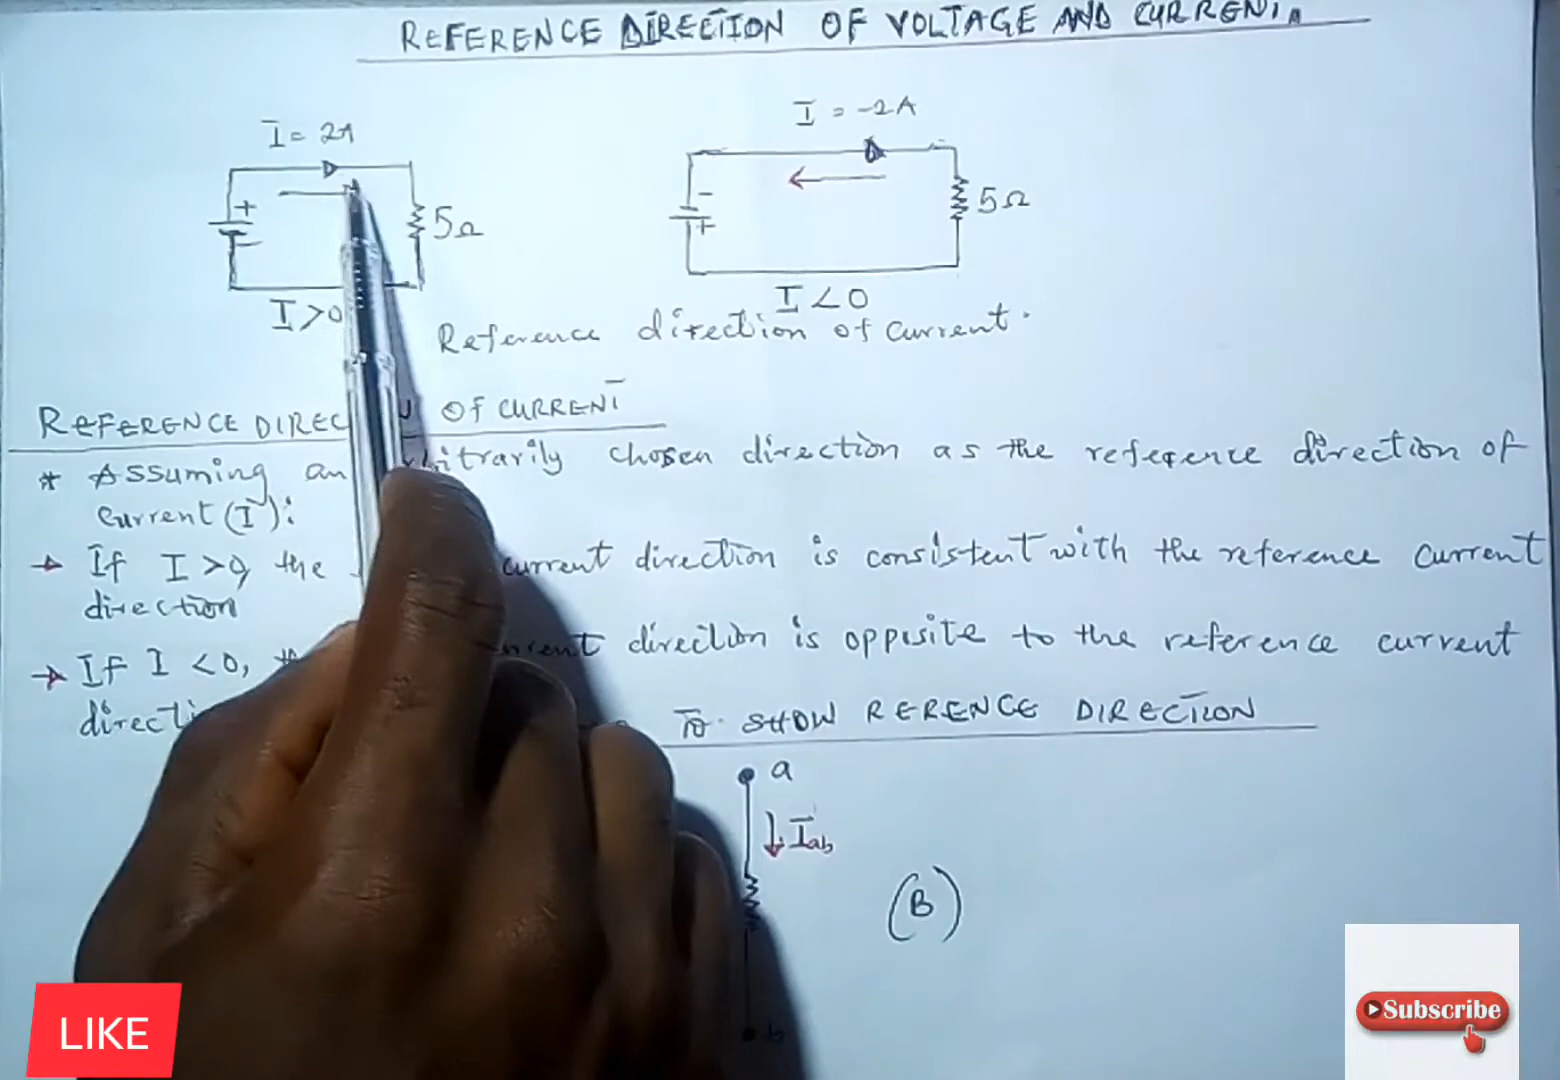 REFERENCE DIRECTION OF VOLTAGE AND CURRENT
I = 2A
I = -2A
+
-
5Ω
-
+
5Ω
I > 0
I < 0
Reference direction of current.
REFERENCE DIREC OF CURRENT
* Assuming an chosen direction as the reference direction of
current (I):
→ If I > 0, the current direction is consistent with the reference current
direction
→ If I < 0, direction is opposite to the reference current
TO SHOW RERENCE DIRECTION
a
Iab
(B)
b
LIKE
Subscribe